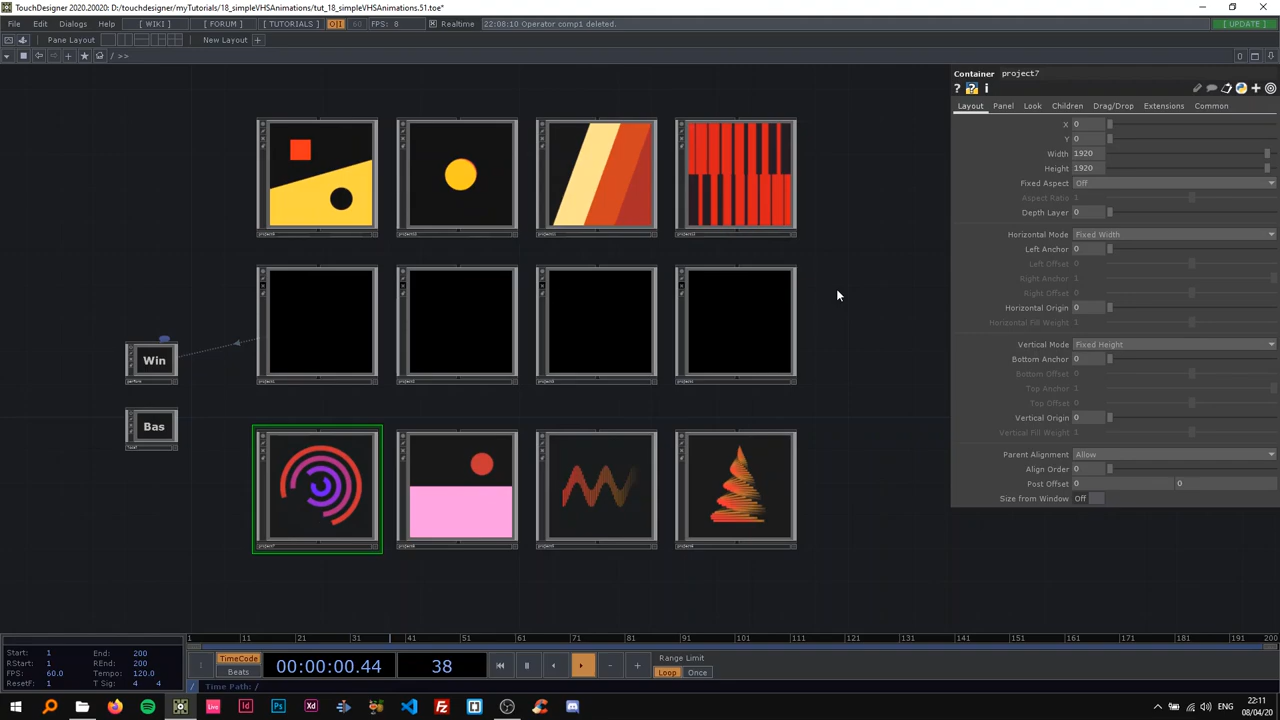 TouchDesigner 2020.20020: D:/touchdesigner/myTutorials/18_simpleVHSAnimations/tut_18_simpleVHSAnimations.51.toe*
File Edit Dialogs Help [ WIKI ] [ FORUM ] [ TUTORIALS ] O|I 60 FPS: 8 Realtime 22:08:10 Operator comp1 deleted. [ UPDATE ]
Pane Layout New Layout +
/ >> 0
Container project7
? ? i
Layout Panel Look Children Drag/Drop Extensions Common
X 0
Y 0
Width 1920
Height 1920
Fixed Aspect Off
Aspect Ratio 1
Depth Layer 0
Horizontal Mode Fixed Width
Left Anchor 0
Left Offset 0
Right Anchor 1
Right Offset 0
Horizontal Origin 0
Horizontal Fill Weight 1
Vertical Mode Fixed Height
Bottom Anchor 0
Bottom Offset 0
Top Anchor 1
Top Offset 0
Vertical Origin 0
Vertical Fill Weight 1
Parent Alignment Allow
Align Order 0
Post Offset 0 0
Size from Window Off
Win
perform
Bas
local
project7
1 11 21 31 41 51 61 71 81 91 101 111 121 131 141 151 161 171 180 190 200
Start: 1 End: 200
RStart: 1 REnd: 200
FPS: 60.0 Tempo: 120.0
ResetF: 1 T Sig: 4 4
TimeCode
Beats
00:00:00.44 38
- +
Range Limit
Loop Once
/ Time Path: /
ENG
22:11
08/04/20